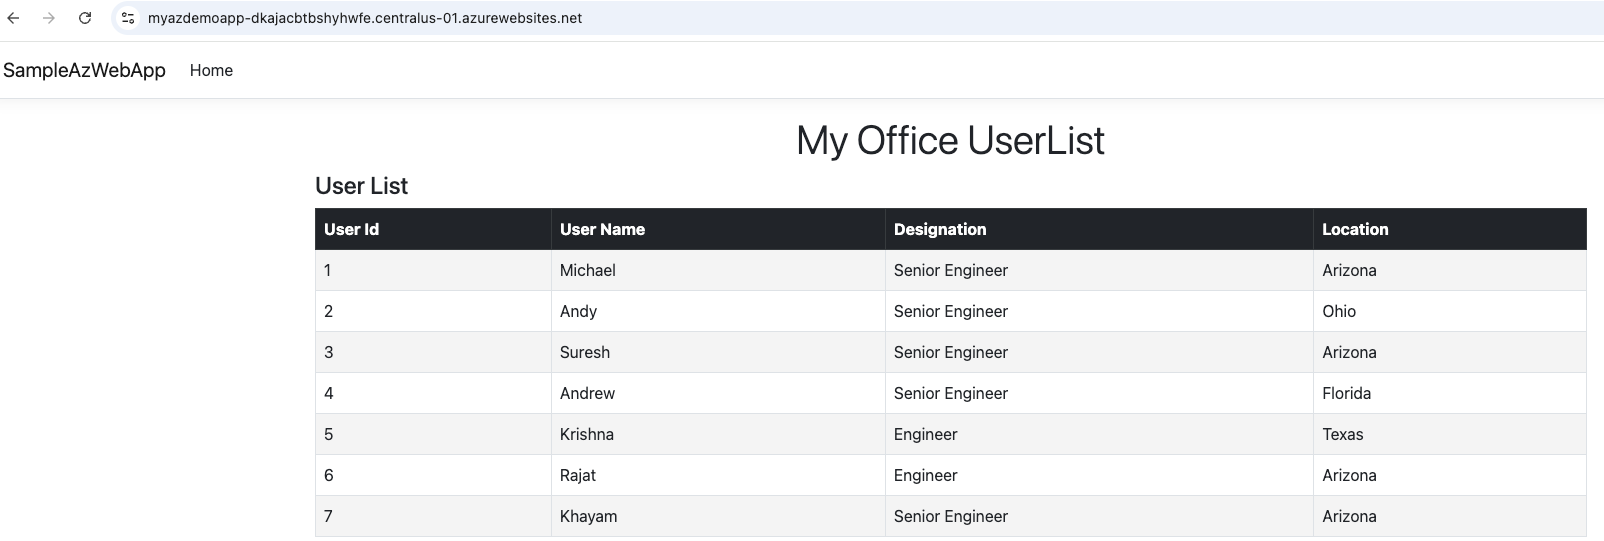 myazdemoapp-dkajacbtbshyhwfe.centralus-01.azurewebsites.net
SampleAzWebApp Home
My Office UserList
User List
User Id User Name Designation Location
1 Michael Senior Engineer Arizona
2 Andy Senior Engineer Ohio
3 Suresh Senior Engineer Arizona
4 Andrew Senior Engineer Florida
5 Krishna Engineer Texas
6 Rajat Engineer Arizona
7 Khayam Senior Engineer Arizona